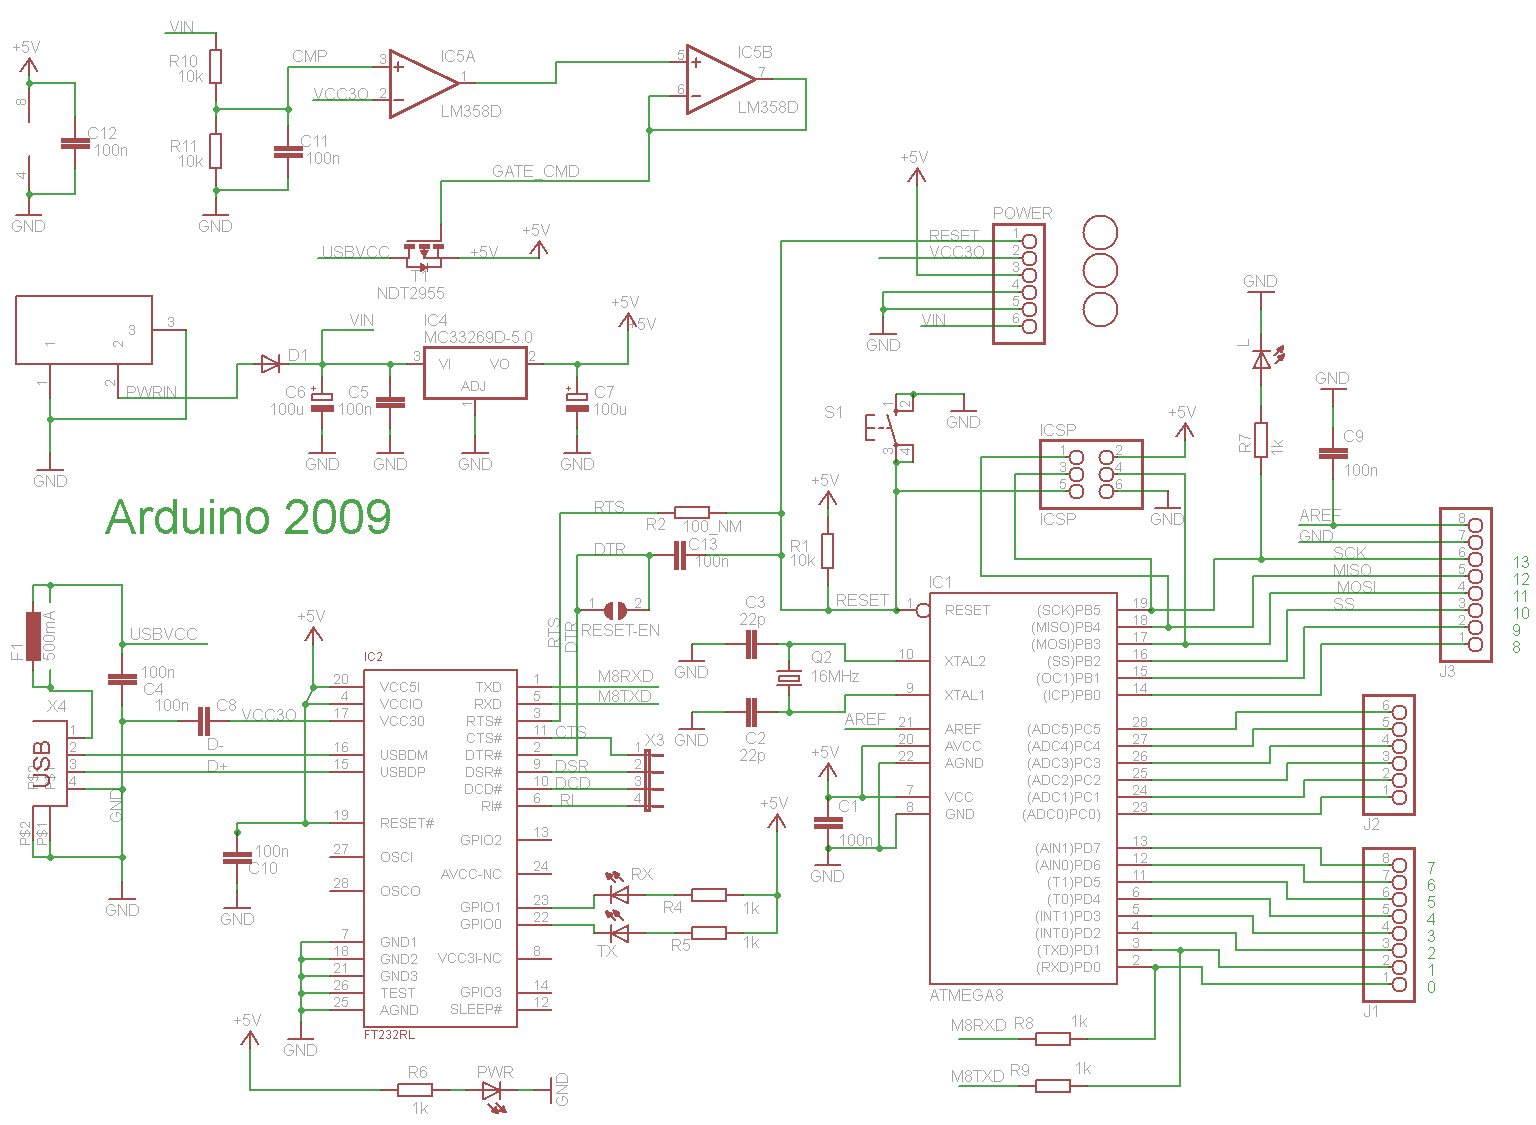 +5V
8
4
C12
100n
GND
VIN
R10
10k
R11
10k
GND
CMP
VCC3O
C11
100n
3
2
1
IC5A
LM358D
5
6
7
IC5B
LM358D
GATE_CMD
USBVCC
+5V
+5V
T1
NDT2955
3
3
1
2
1
2
PWRIN
GND
D1
VIN
C6
100u
GND
C5
100n
GND
IC4
MC33269D-5.0
3
VI
VO
2
ADJ
1
GND
+5V
+5V
C7
100u
GND
+5V
POWER
RESET
VCC3O
1
2
3
4
5
6
VIN
GND
Arduino 2009
S1
1
2
3
4
GND
ICSP
1
2
3
4
5
6
ICSP
+5V
GND
GND
L
R7
1k
GND
C9
100n
AREF
GND
SCK
MISO
MOSI
SS
8
7
6
5
4
3
2
1
J3
13
12
11
10
9
8
RTS
R2
100_NM
DTR
C13
100n
1
2
RESET-EN
RTS
DTR
+5V
R1
10k
RESET
F1
500mA
USBVCC
100n
C4
100n
C8
VCC3O
X4
USB
1
2
3
4
D-
D+
GND
P$2
P$1
P$2
P$1
GND
+5V
100n
C10
GND
IC2
20 VCC5I
4 VCCIO
17 VCC30
16 USBDM
15 USBDP
19 RESET#
27 OSCI
28 OSCO
7 GND1
18 GND2
21 GND3
26 TEST
25 AGND
TXD 1
RXD 5
RTS# 3
CTS# 11
DTR# 2
DSR# 9
DCD# 10
RI# 6
GPIO2 13
AVCC-NC 24
GPIO1 23
GPIO0 22
VCC3I-NC 8
GPIO3 14
SLEEP# 12
FT232RL
GND
M8RXD
M8TXD
CTS
DSR
DCD
RI
X3
1
2
3
4
RX
R4
1k
TX
R5
1k
+5V
+5V
R6
1k
PWR
GND
C3
22p
GND
Q2
16MHz
GND
C2
22p
AREF
+5V
C1
100n
GND
IC1
1 RESET
10 XTAL2
9 XTAL1
21 AREF
20 AVCC
22 AGND
7 VCC
8 GND
(SCK)PB5 19
(MISO)PB4 18
(MOSI)PB3 17
(SS)PB2 16
(OC1)PB1 15
(ICP)PB0 14
(ADC5)PC5 28
(ADC4)PC4 27
(ADC3)PC3 26
(ADC2)PC2 25
(ADC1)PC1 24
(ADC0)PC0) 23
(AIN1)PD7 13
(AIN0)PD6 12
(T1)PD5 11
(T0)PD4 6
(INT1)PD3 5
(INT0)PD2 4
(TXD)PD1 3
(RXD)PD0 2
ATMEGA8
6
5
4
3
2
1
J2
8
7
6
5
4
3
2
1
J1
7
6
5
4
3
2
1
0
M8RXD
R8
1k
M8TXD
R9
1k